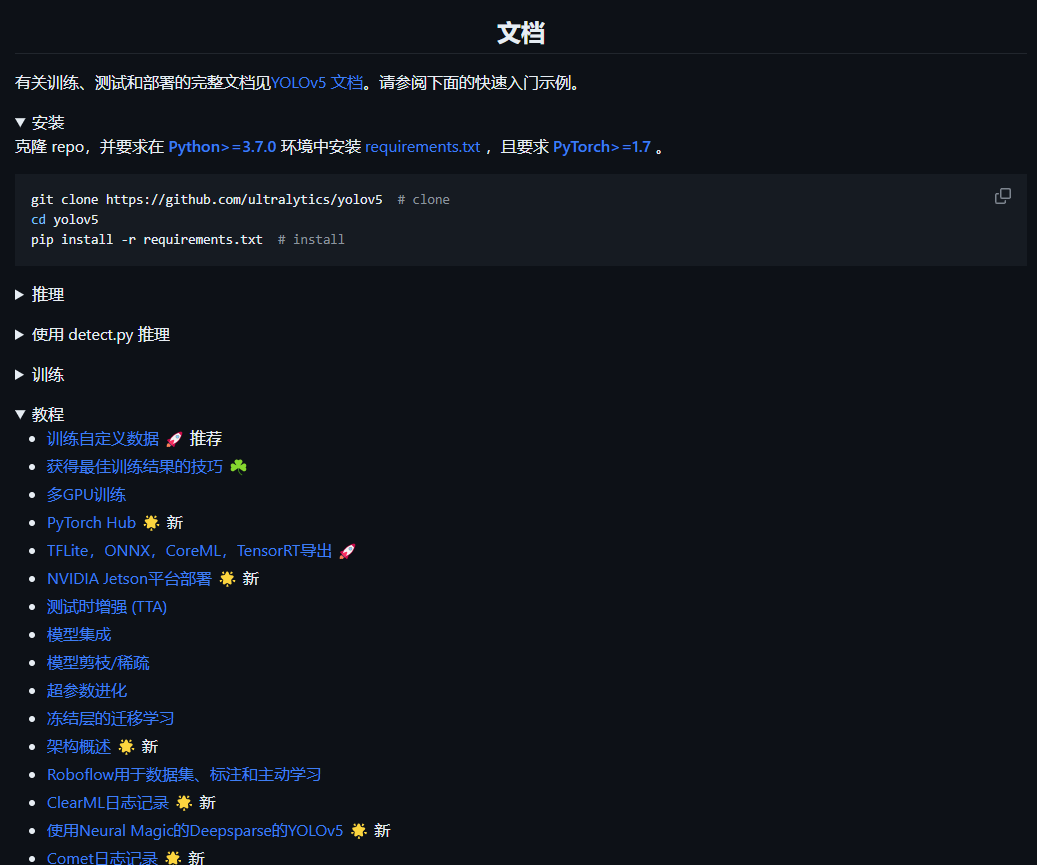 文档
有关训练、测试和部署的完整文档见YOLOv5 文档。请参阅下面的快速入门示例。
▼ 安装
克隆 repo，并要求在 Python>=3.7.0 环境中安装 requirements.txt ，且要求 PyTorch>=1.7 。
git clone https://github.com/ultralytics/yolov5  # clone
cd yolov5
pip install -r requirements.txt  # install
▶ 推理
▶ 使用 detect.py 推理
▶ 训练
▼ 教程
• 训练自定义数据 🚀 推荐
• 获得最佳训练结果的技巧 ☘️
• 多GPU训练
• PyTorch Hub 🌟 新
• TFLite，ONNX，CoreML，TensorRT导出 🚀
• NVIDIA Jetson平台部署 🌟 新
• 测试时增强 (TTA)
• 模型集成
• 模型剪枝/稀疏
• 超参数进化
• 冻结层的迁移学习
• 架构概述 🌟 新
• Roboflow用于数据集、标注和主动学习
• ClearML日志记录 🌟 新
• 使用Neural Magic的Deepsparse的YOLOv5 🌟 新
• Comet日志记录 🌟 新